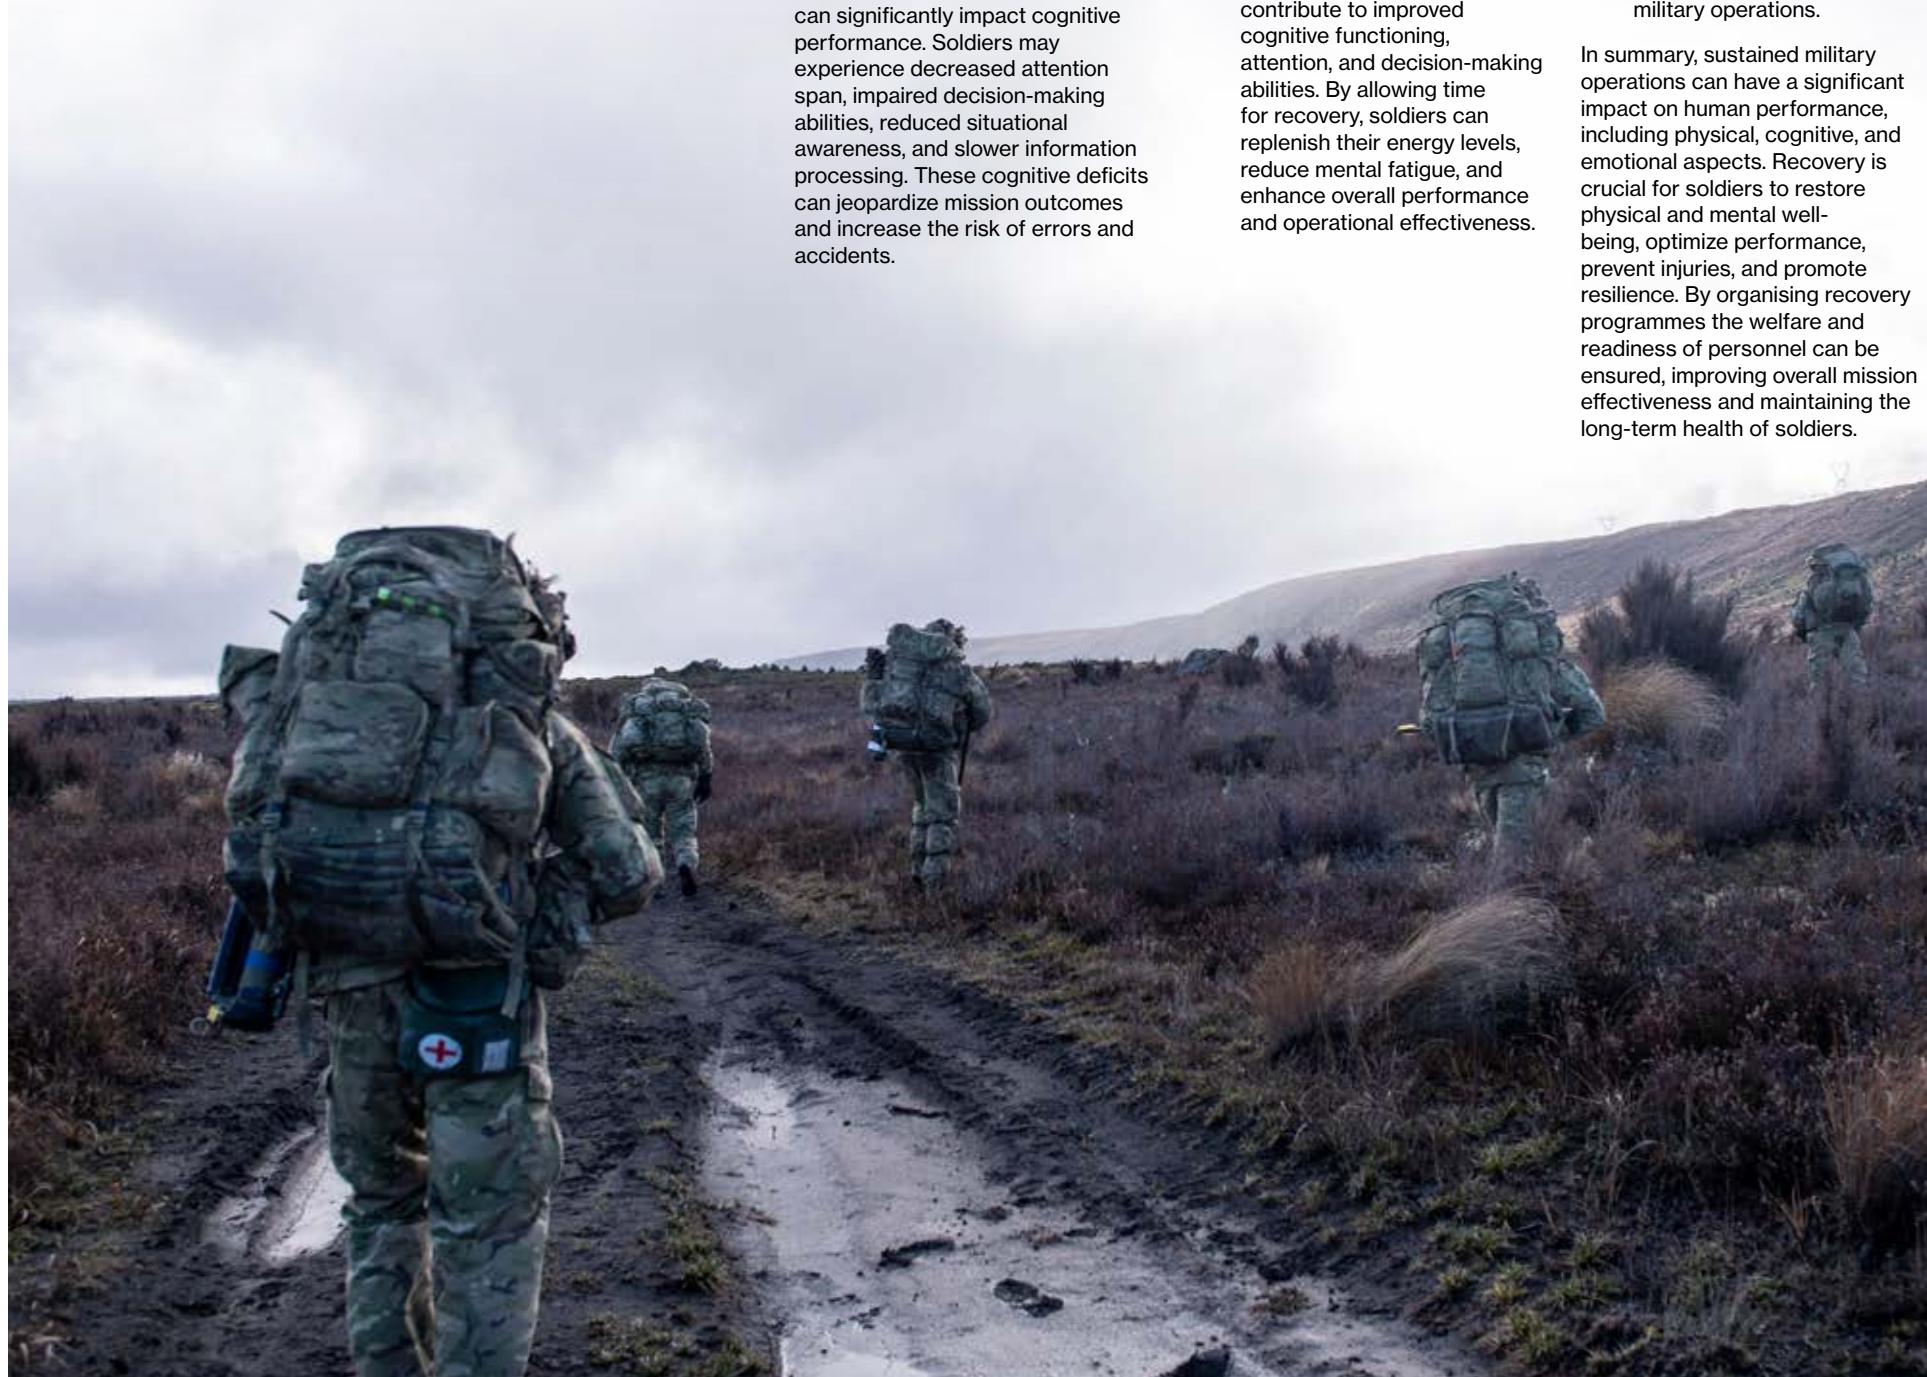 can significantly impact cognitive
performance. Soldiers may
experience decreased attention
span, impaired decision-making
abilities, reduced situational
awareness, and slower information
processing. These cognitive deficits
can jeopardize mission outcomes
and increase the risk of errors and
accidents.
contribute to improved
cognitive functioning,
attention, and decision-making
abilities. By allowing time
for recovery, soldiers can
replenish their energy levels,
reduce mental fatigue, and
enhance overall performance
and operational effectiveness.
military operations.
In summary, sustained military
operations can have a significant
impact on human performance,
including physical, cognitive, and
emotional aspects. Recovery is
crucial for soldiers to restore
physical and mental well-
being, optimize performance,
prevent injuries, and promote
resilience. By organising recovery
programmes the welfare and
readiness of personnel can be
ensured, improving overall mission
effectiveness and maintaining the
long-term health of soldiers.